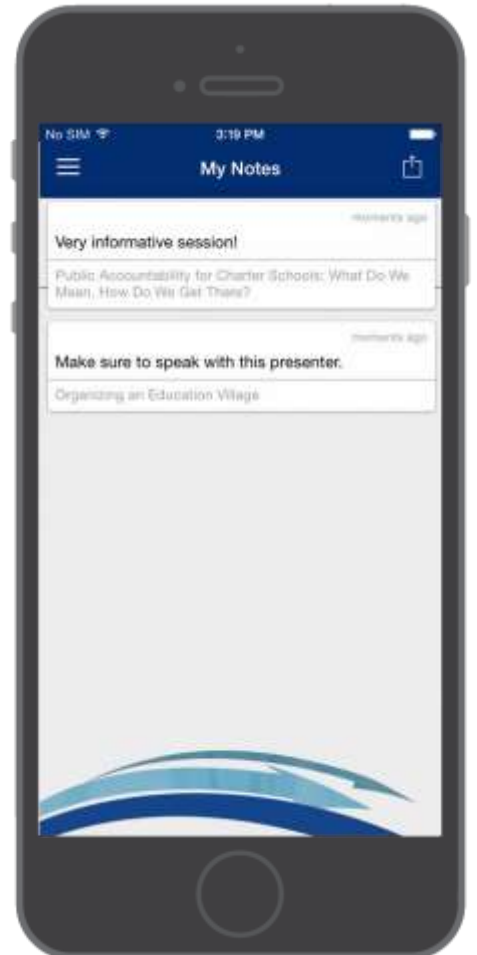 No SIM 3:19 PM
My Notes
moments ago
Very informative session!
Public Accountability for Charter Schools: What Do We
Mean, How Do We Get There?
moments ago
Make sure to speak with this presenter.
Organizing an Education Village